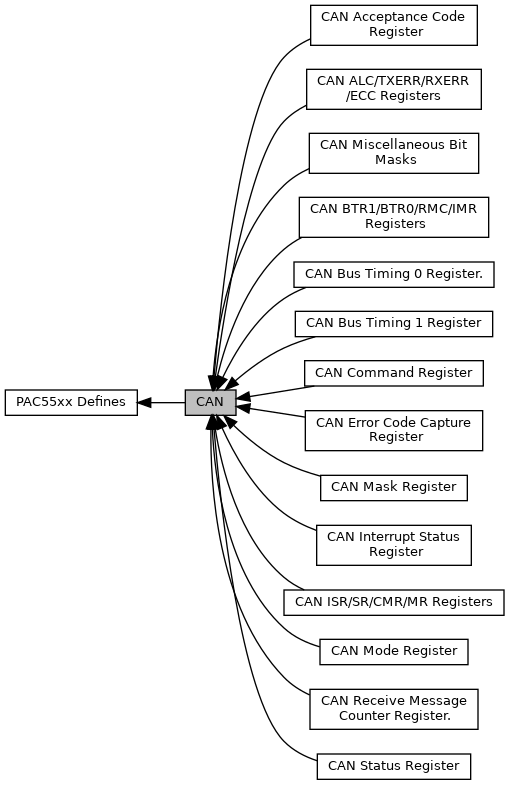 CAN Acceptance Code
Register
CAN ALC/TXERR/RXERR
/ECC Registers
CAN Miscellaneous Bit
Masks
CAN BTR1/BTR0/RMC/IMR
Registers
CAN Bus Timing 0 Register.
CAN Bus Timing 1 Register
CAN Command Register
PAC55xx Defines
CAN
CAN Error Code Capture
Register
CAN Mask Register
CAN Interrupt Status
Register
CAN ISR/SR/CMR/MR Registers
CAN Mode Register
CAN Receive Message
Counter Register.
CAN Status Register